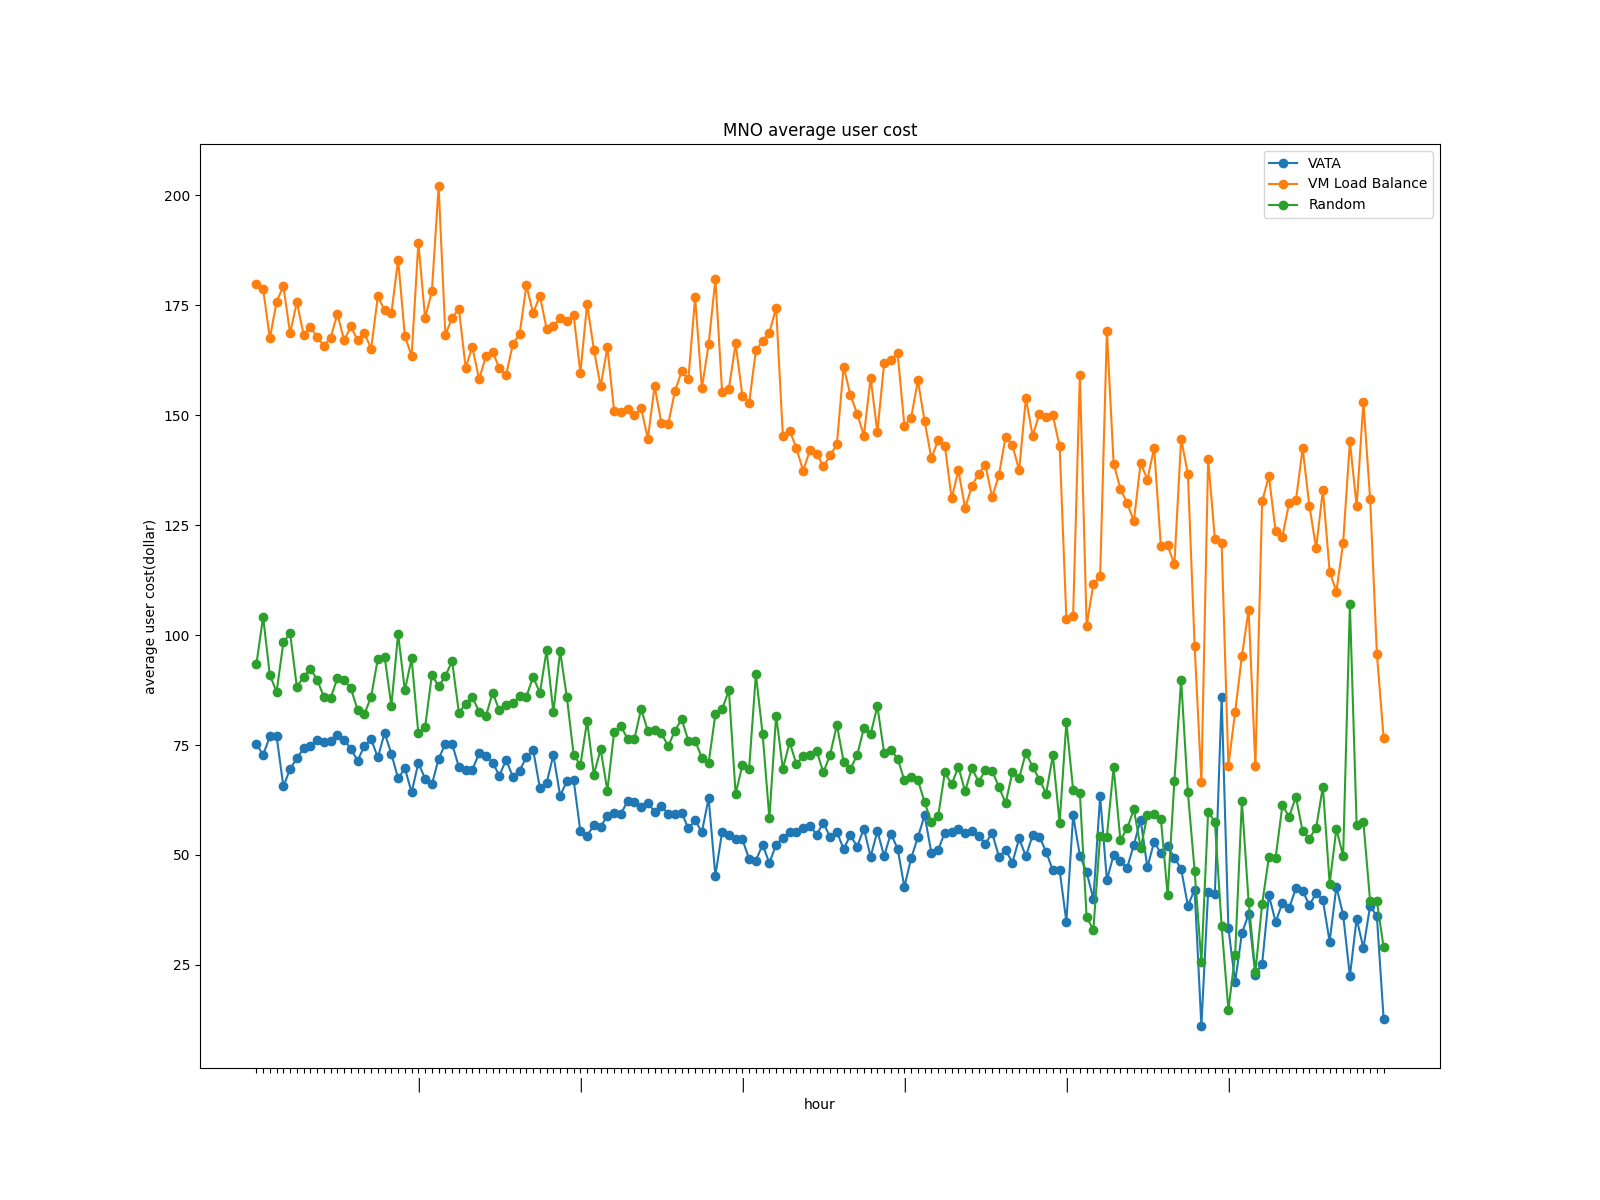 MNO average user cost
VATA
VM Load Balance
Random
200
175
150
125
100
75
50
25
average user cost(dollar)
| | | | | |
hour